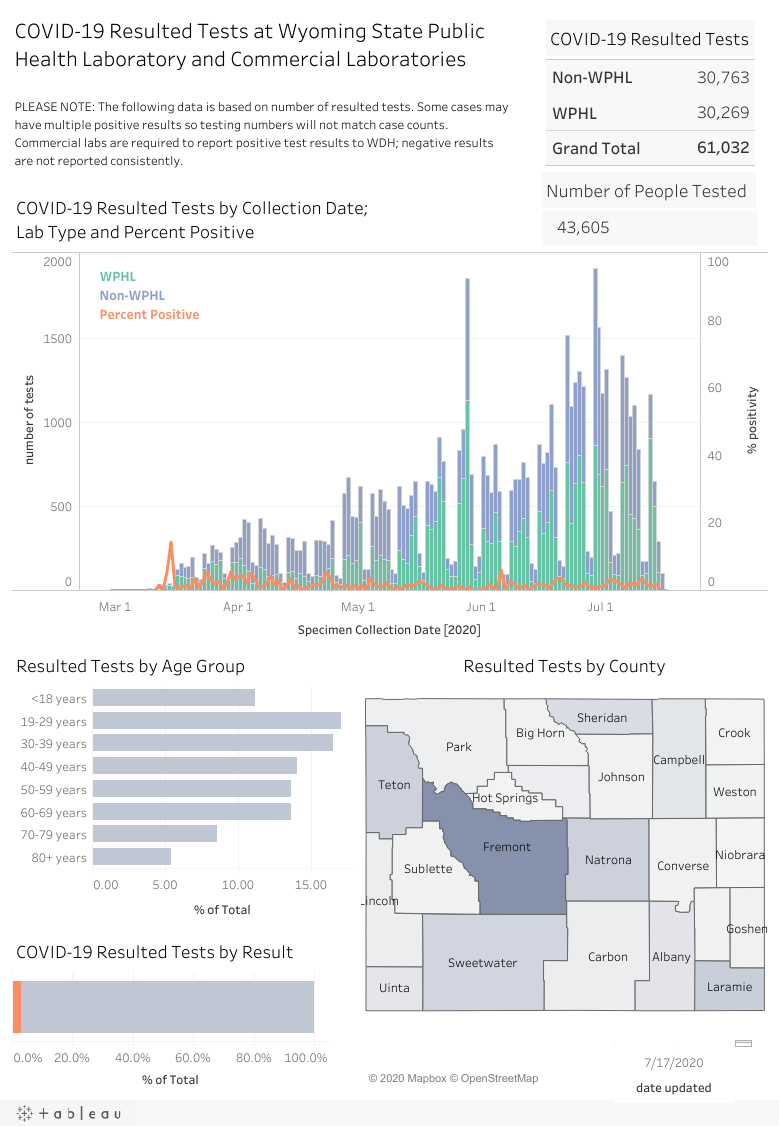 COVID-19 Resulted Tests at Wyoming State Public
Health Laboratory and Commercial Laboratories
PLEASE NOTE: The following data is based on number of resulted tests. Some cases may
have multiple positive results so testing numbers will not match case counts.
Commercial labs are required to report positive test results to WDH; negative results
are not reported consistently.
COVID-19 Resulted Tests
Non-WPHL 30,763
WPHL 30,269
Grand Total 61,032
Number of People Tested
43,605
COVID-19 Resulted Tests by Collection Date;
Lab Type and Percent Positive
WPHL
Non-WPHL
Percent Positive
number of tests
2000
1500
1000
500
0
100
80
60
40
20
0
% positivity
Mar 1 Apr 1 May 1 Jun 1 Jul 1
Specimen Collection Date [2020]
Resulted Tests by Age Group
<18 years
19-29 years
30-39 years
40-49 years
50-59 years
60-69 years
70-79 years
80+ years
0.00 5.00 10.00 15.00
% of Total
COVID-19 Resulted Tests by Result
0.0% 20.0% 40.0% 60.0% 80.0% 100.0%
% of Total
Resulted Tests by County
Sheridan
Big Horn
Crook
Park
Campbell
Johnson
Teton
Weston
Hot Springs
Fremont
Niobrara
Natrona
Converse
Sublette
Lincoln
Goshen
Carbon
Albany
Sweetwater
Uinta
Laramie
© 2020 Mapbox © OpenStreetMap
7/17/2020
date updated
+ableau